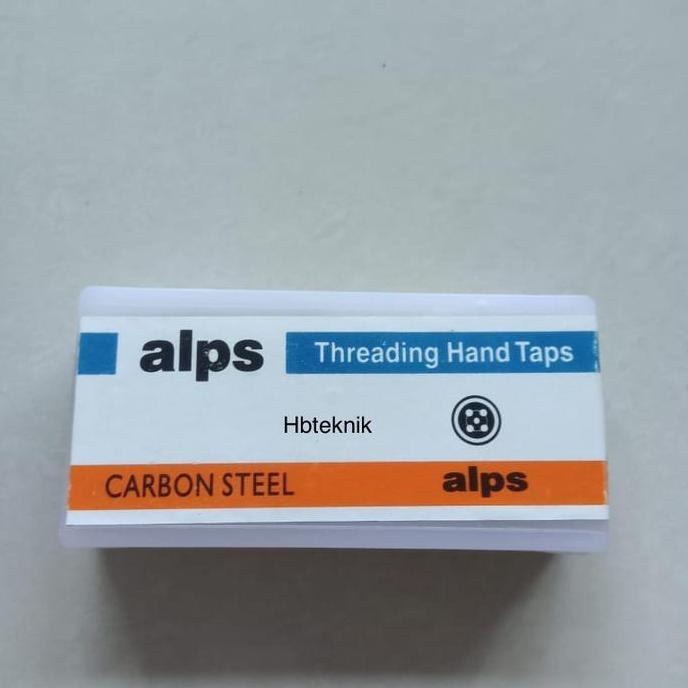 alps Threading Hand Taps
Hbteknik
CARBON STEEL alps